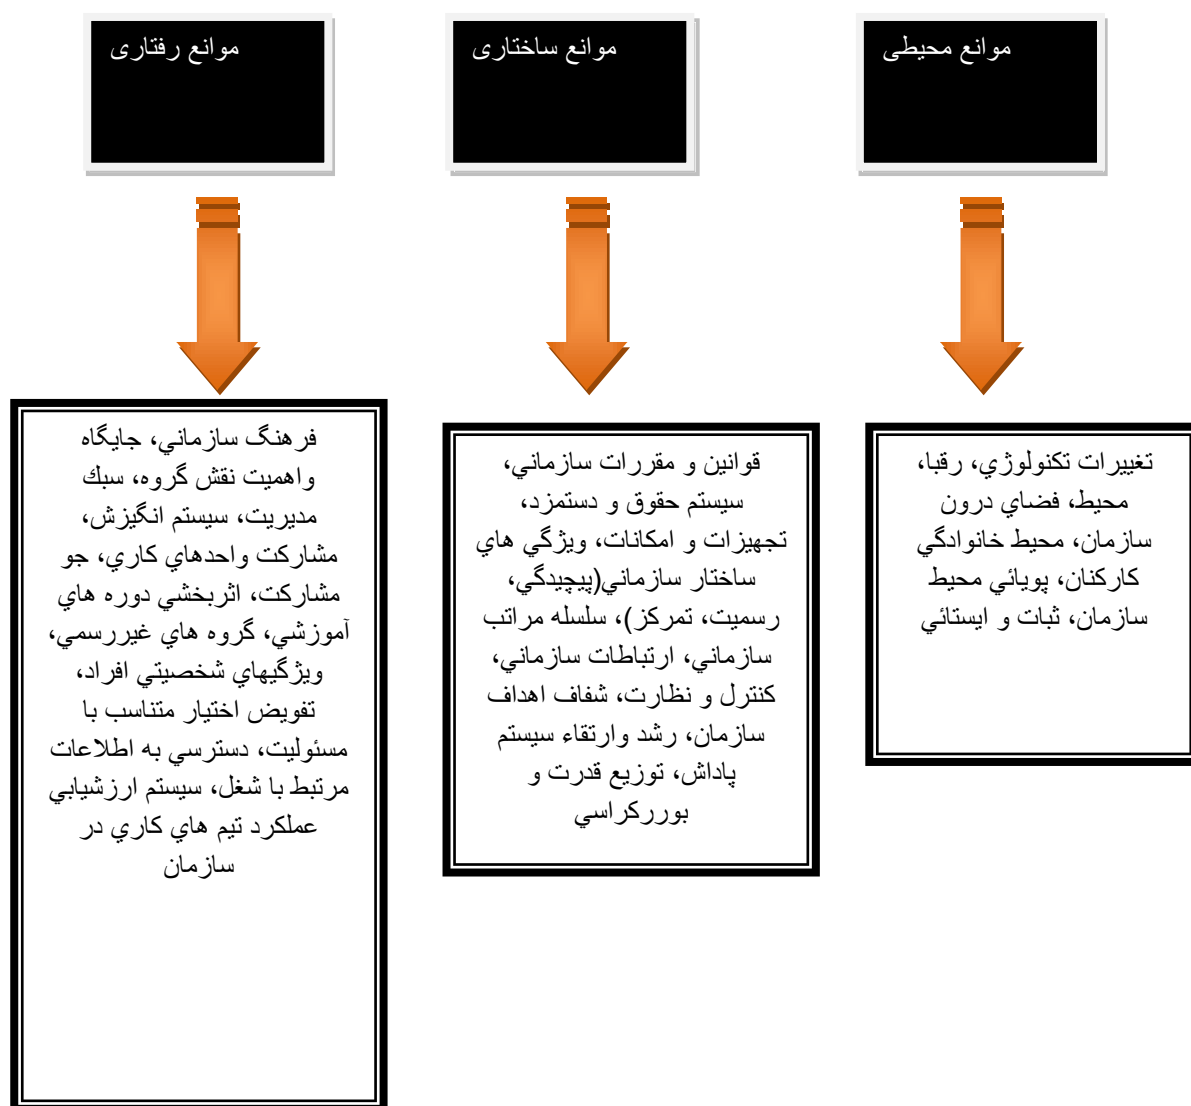 موانع محیطی
موانع ساختاری
موانع رفتاری
تغييرات تكنولوژي، رقبا،
محيط، فضاي درون
سازمان، محيط خانوادگي
كاركنان، پويائي محيط
سازمان، ثبات و ايستائي
قوانين و مقررات سازماني،
سيستم حقوق و دستمزد،
تجهيزات و امكانات، ويژگي هاي
ساختار سازماني(پيچيدگي،
رسميت، تمركز)، سلسله مراتب
سازماني، ارتباطات سازماني،
كنترل و نظارت، شفاف اهداف
سازمان، رشد وارتقاء سيستم
پاداش، توزيع قدرت و
بورركراسي
فرهنگ سازماني، جايگاه
واهميت نقش گروه، سبك
مديريت، سيستم انگيزش،
مشاركت واحدهاي كاري، جو
مشاركت، اثربخشي دوره هاي
آموزشي، گروه هاي غيررسمي،
ويژگيهاي شخصيتي افراد،
تفويض اختيار متناسب با
مسئوليت، دسترسي به اطلاعات
مرتبط با شغل، سيستم ارزشيابي
عملكرد تيم هاي كاري در
سازمان